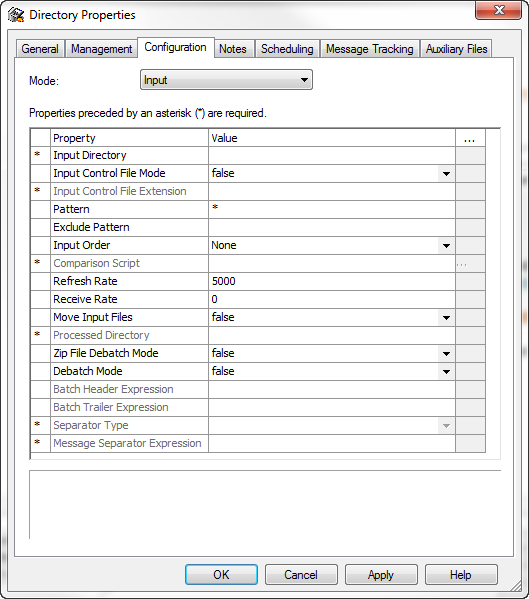 Directory Properties
General Management Configuration Notes Scheduling Message Tracking Auxiliary Files
Mode: Input
Properties preceded by an asterisk (*) are required.
Property Value ...
* Input Directory
Input Control File Mode false
* Input Control File Extension
Pattern *
Exclude Pattern
Input Order None
* Comparison Script ...
Refresh Rate 5000
Receive Rate 0
Move Input Files false
* Processed Directory
Zip File Debatch Mode false
Debatch Mode false
Batch Header Expression
Batch Trailer Expression
* Separator Type
* Message Separator Expression
OK Cancel Apply Help